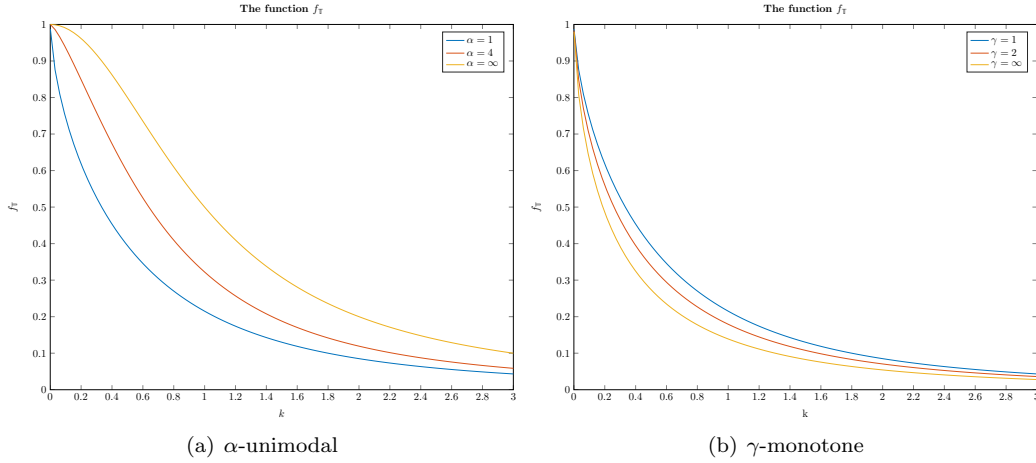 The function f_𝕋
1
0.9
0.8
0.7
0.6
0.5
0.4
0.3
0.2
0.1
0
f_𝕋
0 0.2 0.4 0.6 0.8 1 1.2 1.4 1.6 1.8 2 2.2 2.4 2.6 2.8 3
k
α = 1
α = 4
α = ∞
(a) α-unimodal
The function f_𝕋
1
0.9
0.8
0.7
0.6
0.5
0.4
0.3
0.2
0.1
0
f_𝕋
0 0.2 0.4 0.6 0.8 1 1.2 1.4 1.6 1.8 2 2.2 2.4 2.6 2.8 3
k
γ = 1
γ = 2
γ = ∞
(b) γ-monotone